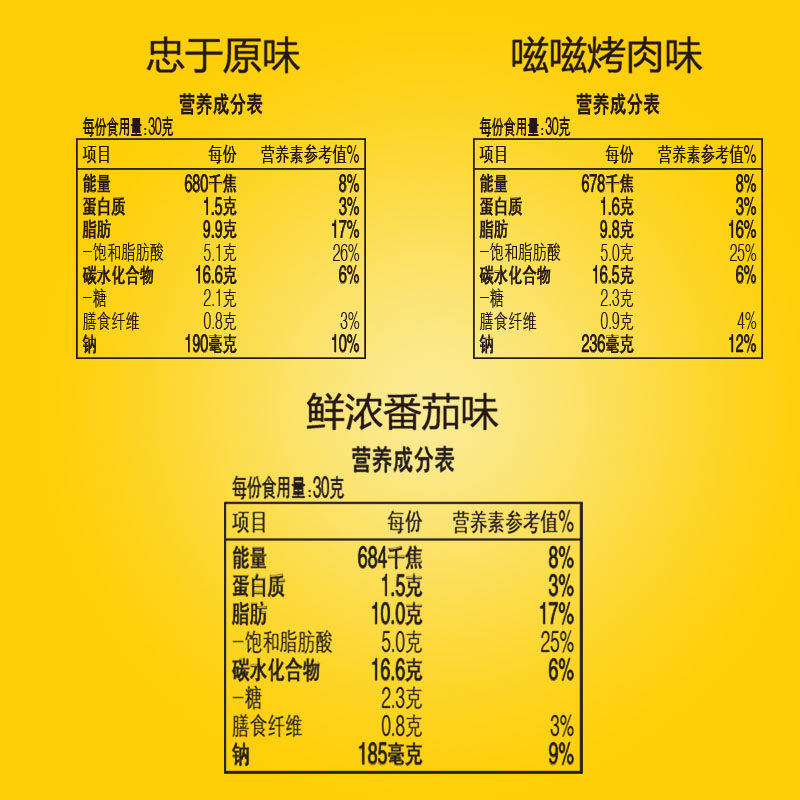 忠于原味
营养成分表
每份食用量:30克
项目 每份 营养素参考值%
能量 680千焦 8%
蛋白质 1.5克 3%
脂肪 9.9克 17%
-饱和脂肪酸 5.1克 26%
碳水化合物 16.6克 6%
-糖 2.1克
膳食纤维 0.8克 3%
钠 190毫克 10%
嗞嗞烤肉味
营养成分表
每份食用量:30克
项目 每份 营养素参考值%
能量 678千焦 8%
蛋白质 1.6克 3%
脂肪 9.8克 16%
-饱和脂肪酸 5.0克 25%
碳水化合物 16.5克 6%
-糖 2.3克
膳食纤维 0.9克 4%
钠 236毫克 12%
鲜浓番茄味
营养成分表
每份食用量:30克
项目 每份 营养素参考值%
能量 684千焦 8%
蛋白质 1.5克 3%
脂肪 10.0克 17%
-饱和脂肪酸 5.0克 25%
碳水化合物 16.6克 6%
-糖 2.3克
膳食纤维 0.8克 3%
钠 185毫克 9%